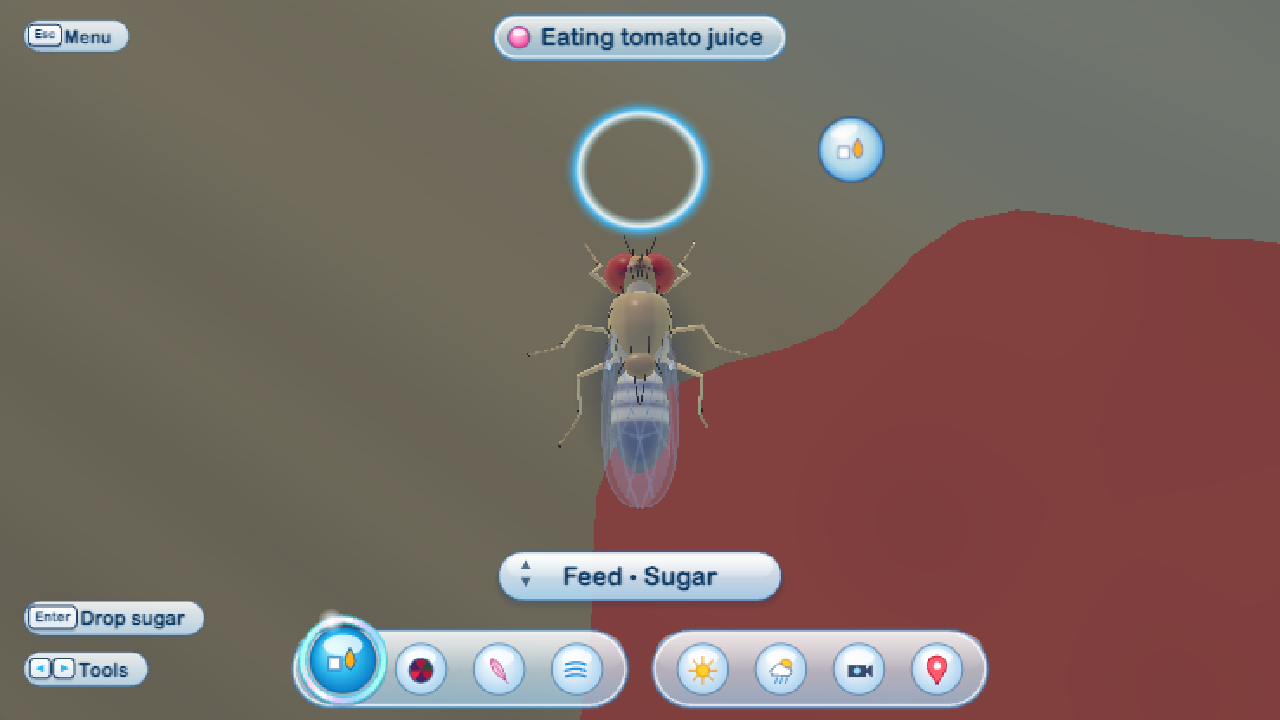 Esc Menu
Eating tomato juice
Feed • Sugar
Enter Drop sugar
Tools